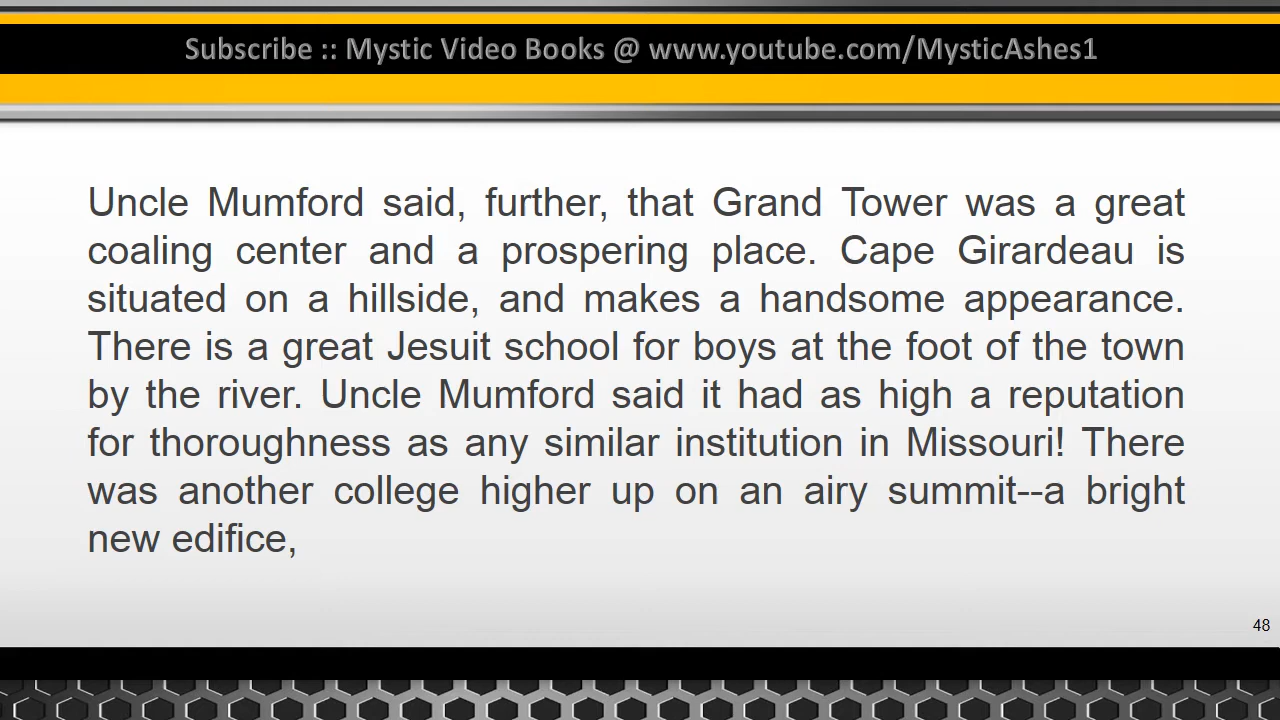 Subscribe :: Mystic Video Books @ www.youtube.com/MysticAshes1
Uncle Mumford said, further, that Grand Tower was a great
coaling center and a prospering place. Cape Girardeau is
situated on a hillside, and makes a handsome appearance.
There is a great Jesuit school for boys at the foot of the town
by the river. Uncle Mumford said it had as high a reputation
for thoroughness as any similar institution in Missouri! There
was another college higher up on an airy summit--a bright
new edifice,
48